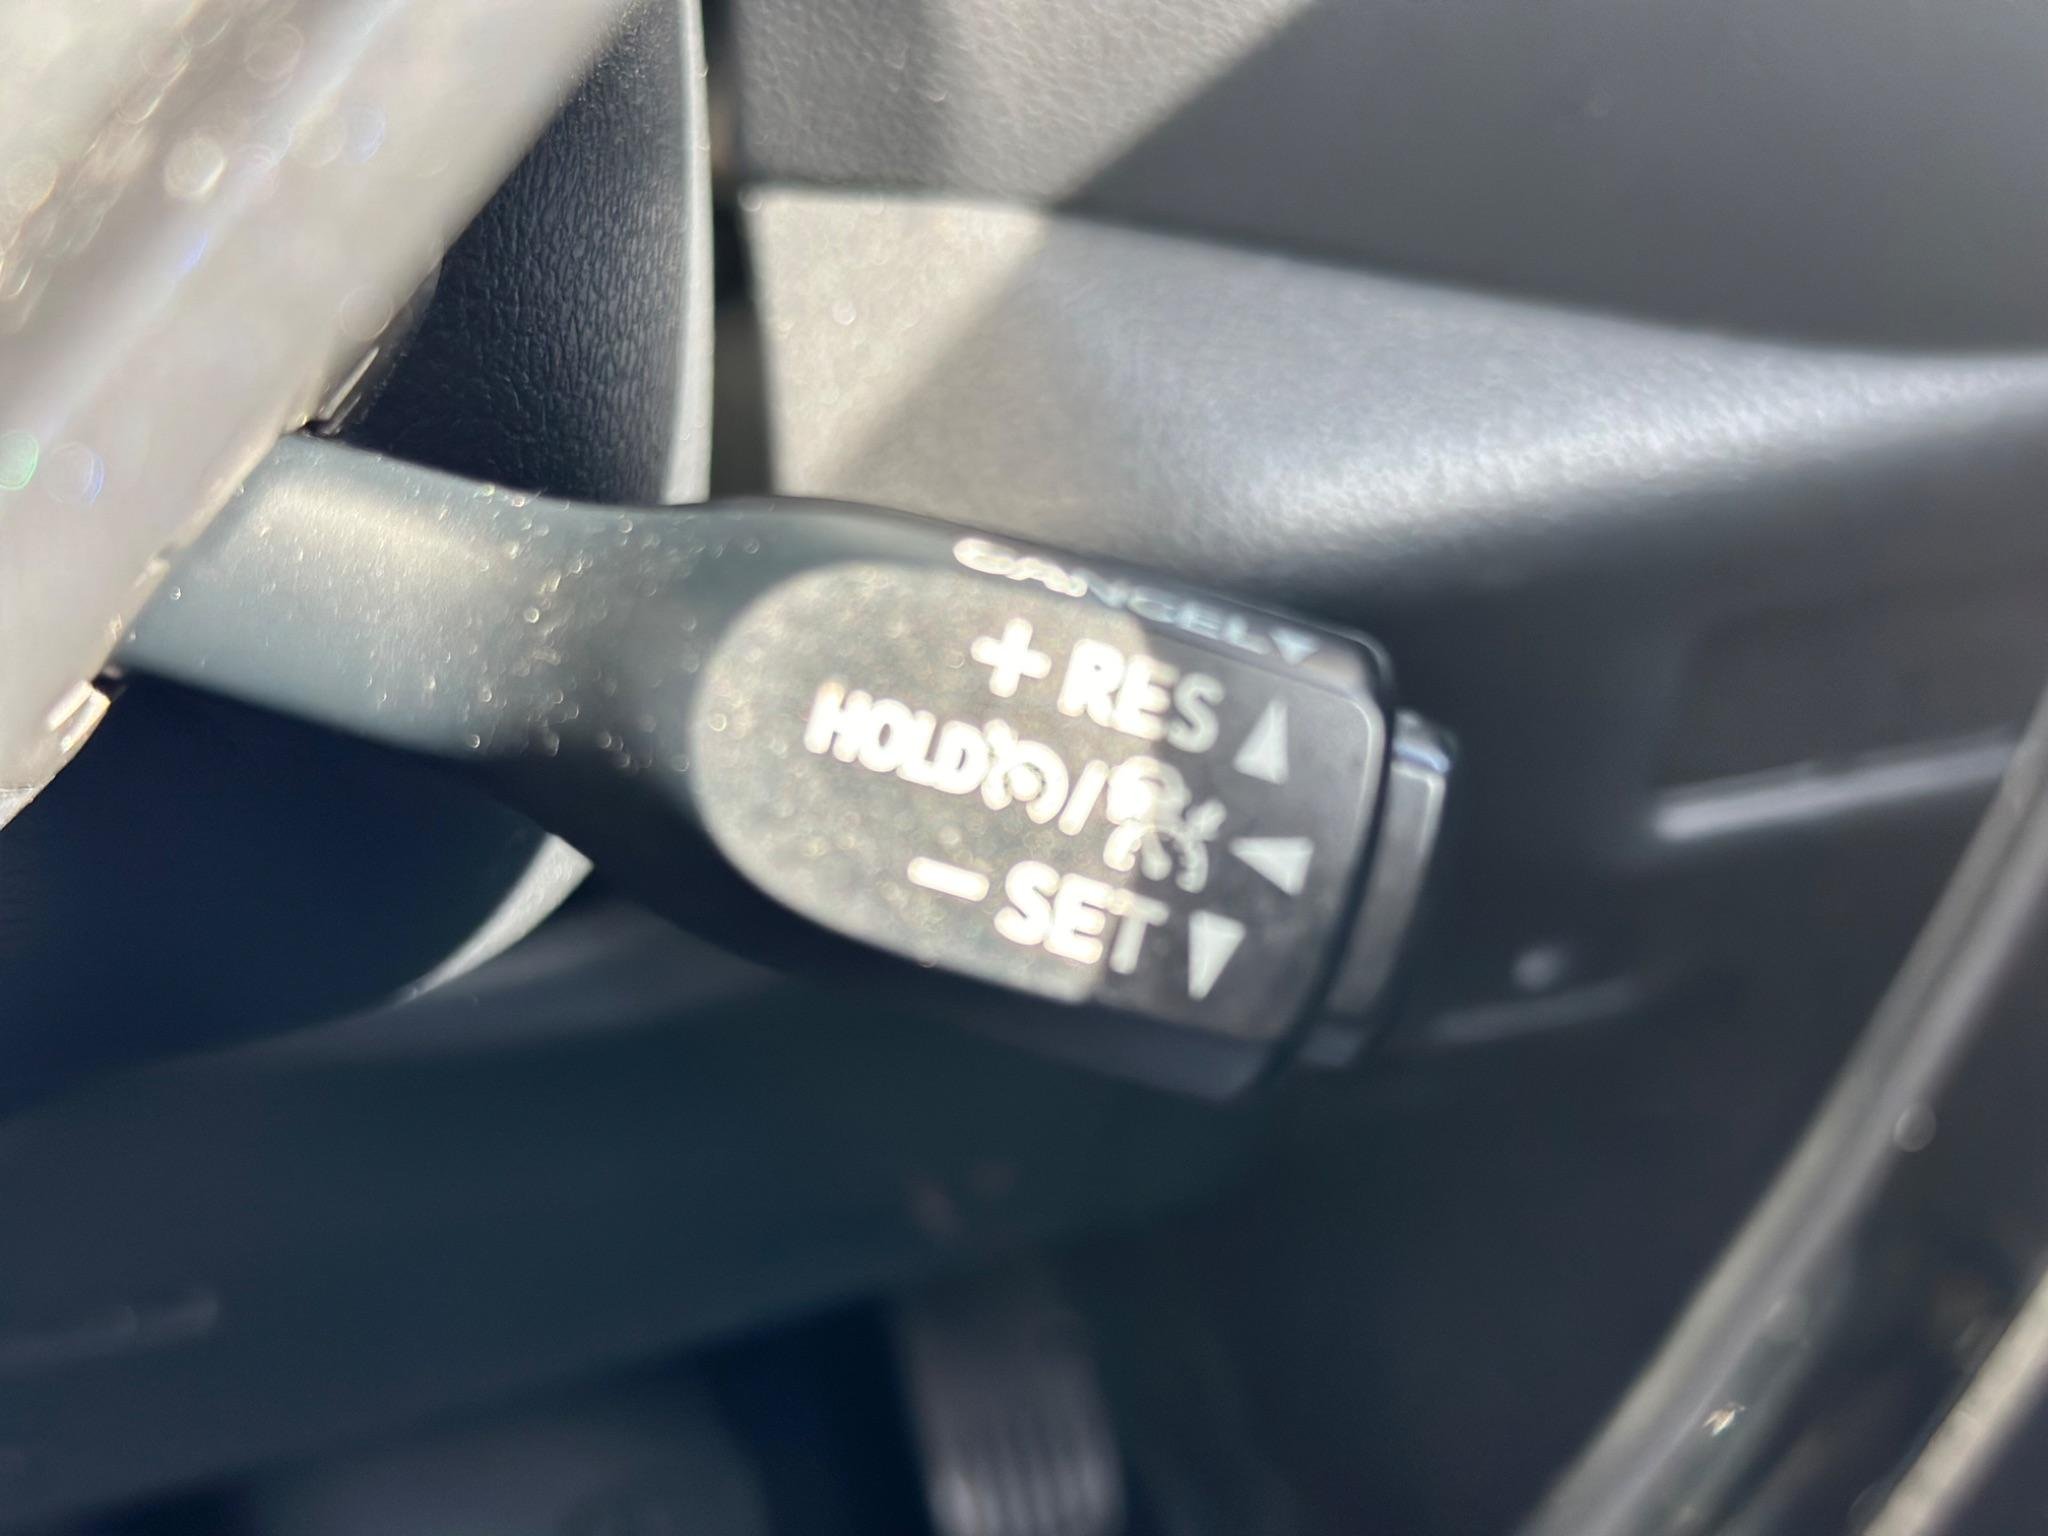 CANCEL
+ RES
HOLD /
- SET